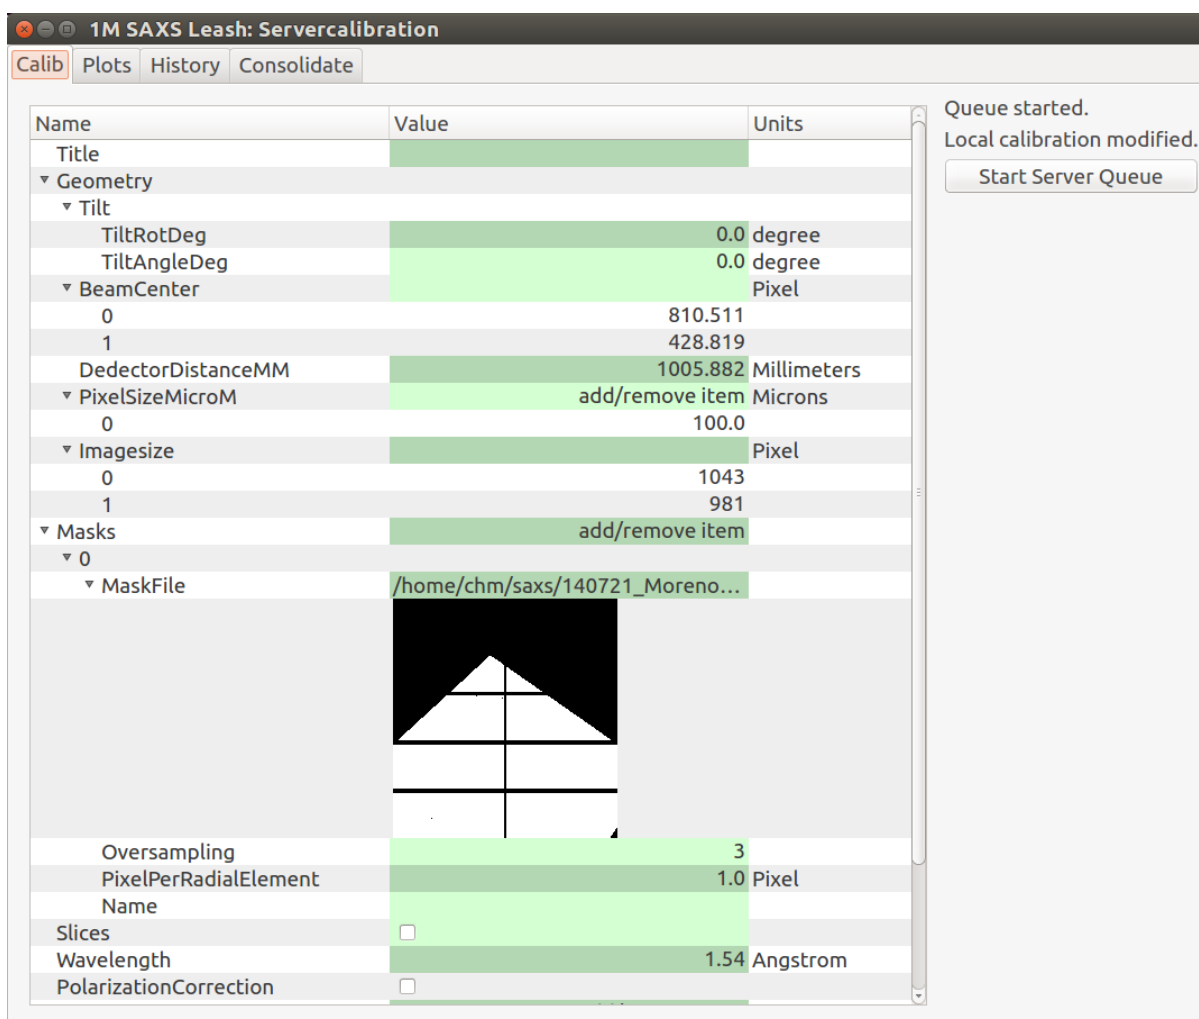 1M SAXS Leash: Servercalibration
Calib Plots History Consolidate
Queue started.
Local calibration modified.
Start Server Queue
Name Value Units
Title
Geometry
Tilt
TiltRotDeg 0.0 degree
TiltAngleDeg 0.0 degree
BeamCenter Pixel
0 810.511
1 428.819
DedectorDistanceMM 1005.882 Millimeters
PixelSizeMicroM add/remove item Microns
0 100.0
Imagesize Pixel
0 1043
1 981
Masks add/remove item
0
MaskFile /home/chm/saxs/140721_Moreno...
Oversampling 3
PixelPerRadialElement 1.0 Pixel
Name
Slices
Wavelength 1.54 Angstrom
PolarizationCorrection